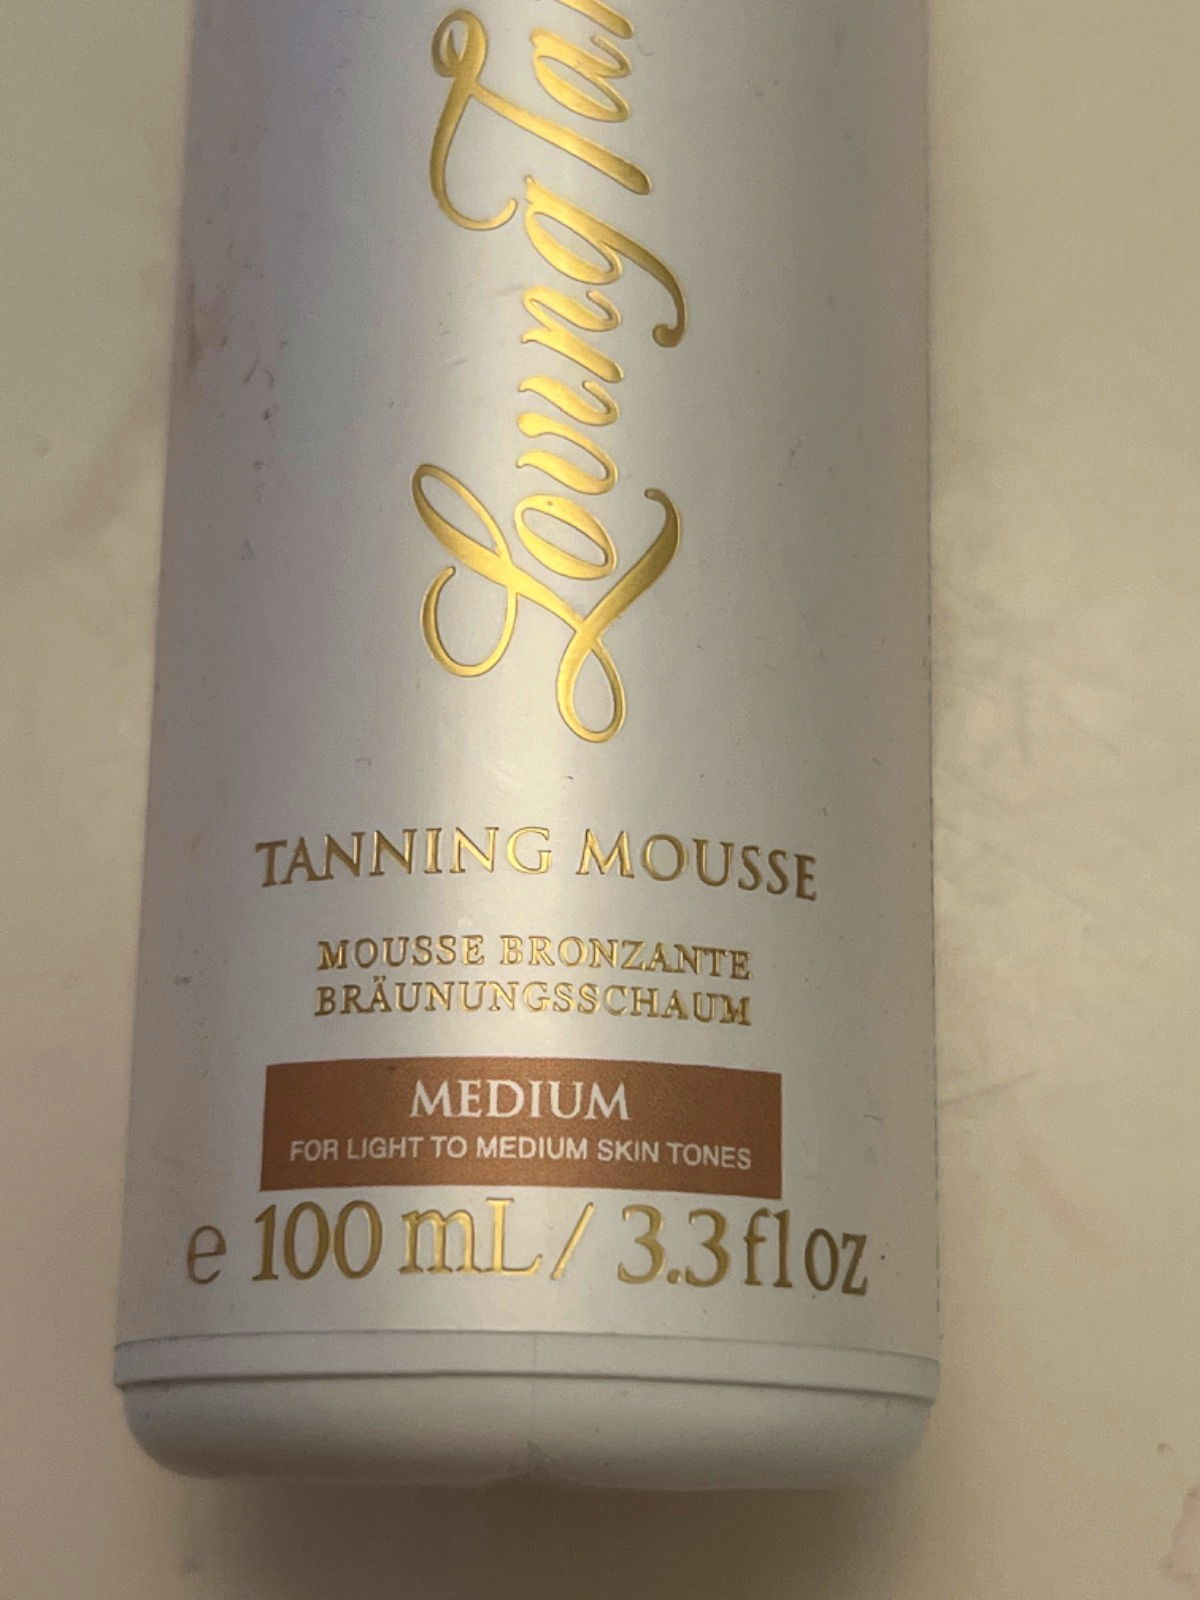 Loving Tan
TANNING MOUSSE
MOUSSE BRONZANTE
BRÄUNUNGSSCHAUM
MEDIUM
FOR LIGHT TO MEDIUM SKIN TONES
e 100 mL / 3.3 fl oz